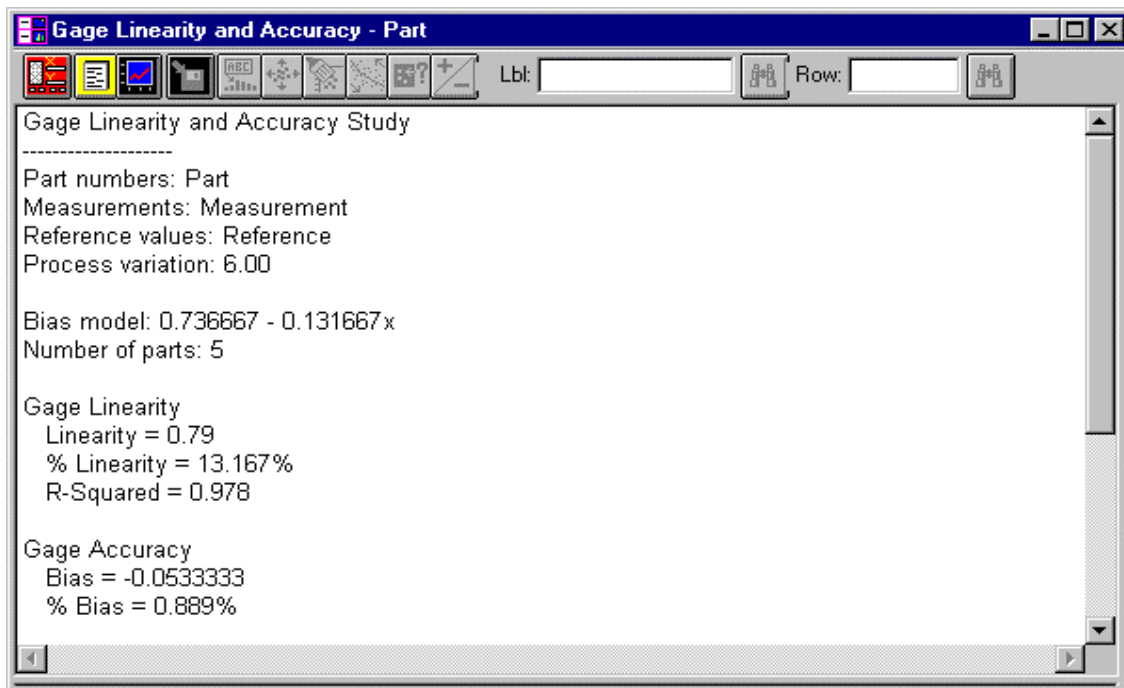 Gage Linearity and Accuracy - Part
ABC
Lbl:
Row:
Gage Linearity and Accuracy Study
--------------------
Part numbers: Part
Measurements: Measurement
Reference values: Reference
Process variation: 6.00
Bias model: 0.736667 - 0.131667x
Number of parts: 5
Gage Linearity
Linearity = 0.79
% Linearity = 13.167%
R-Squared = 0.978
Gage Accuracy
Bias = -0.0533333
% Bias = 0.889%